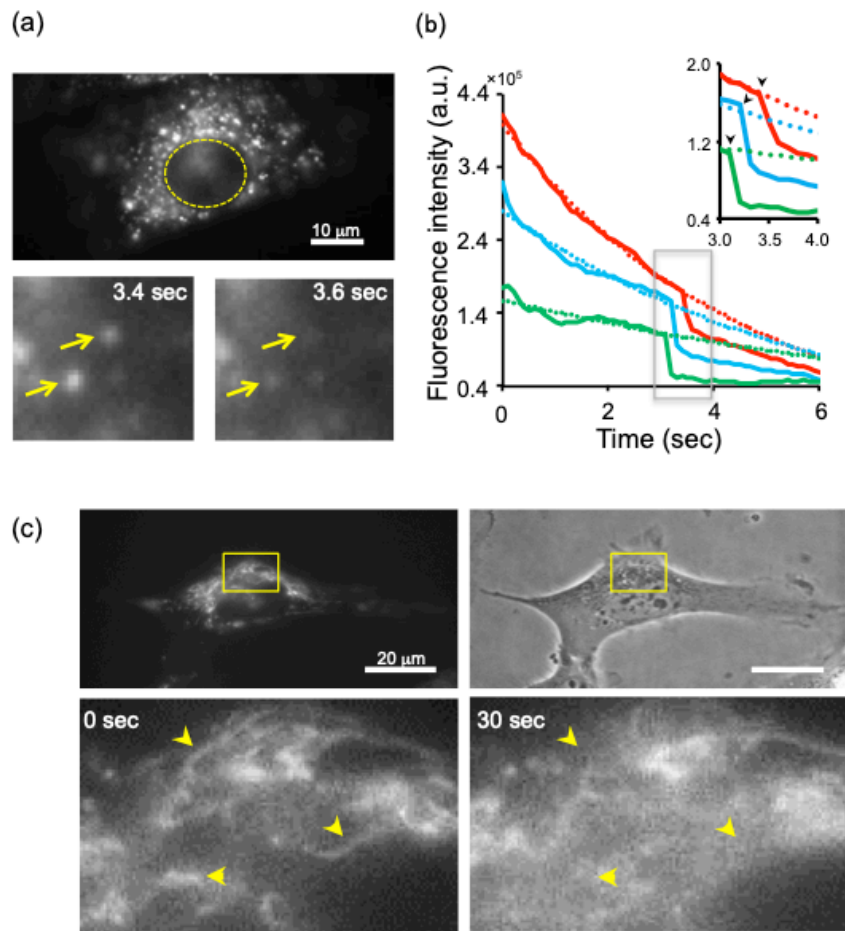 (a)
10 μm
3.4 sec
3.6 sec
(b)
Fluorescence intensity (a.u.)
×10⁵
4.4
3.4
2.4
1.4
0.4
0
2
4
6
Time (sec)
2.0
1.2
0.4
3.0
3.5
4.0
(c)
20 μm
0 sec
30 sec